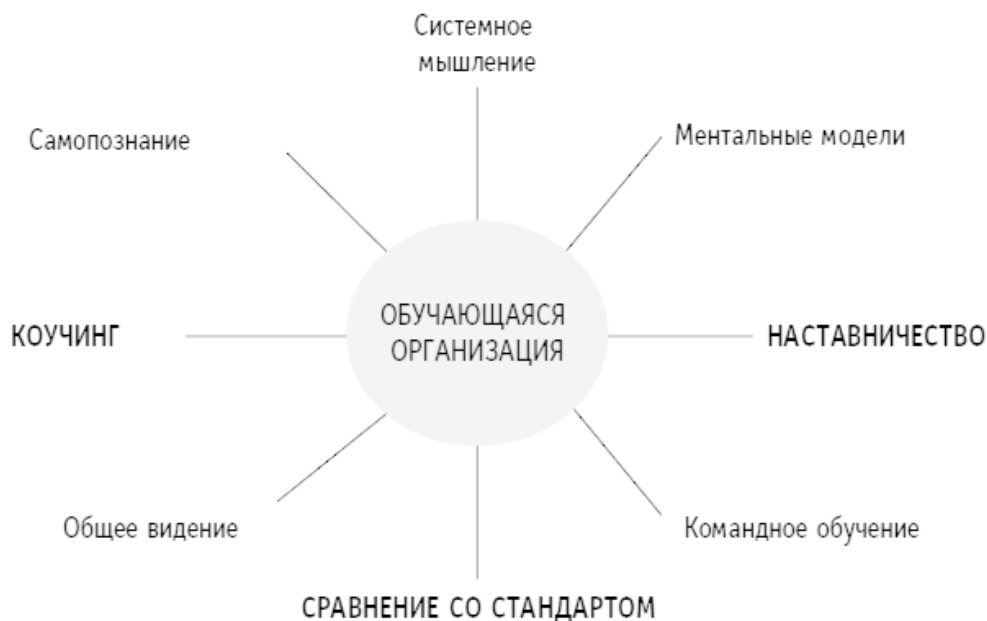 Системное
мышление
Самопознание
Ментальные модели
КОУЧИНГ
ОБУЧАЮЩАЯСЯ
ОРГАНИЗАЦИЯ
НАСТАВНИЧЕСТВО
Общее видение
Командное обучение
СРАВНЕНИЕ СО СТАНДАРТОМ